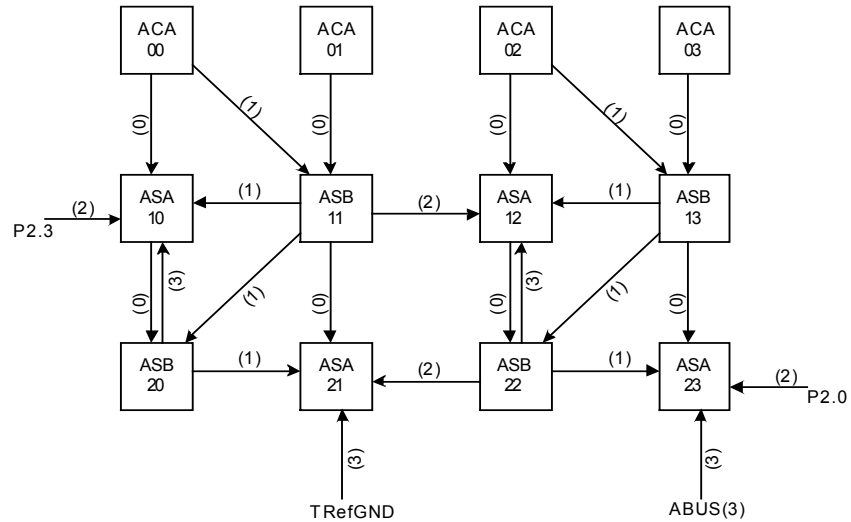 ACA
00
ACA
01
ACA
02
ACA
03
(0)
(1)
(0)
(0)
(1)
(0)
P2.3
(2)
ASA
10
(1)
ASB
11
(2)
ASA
12
(1)
ASB
13
(0)
(3)
(1)
(0)
(0)
(3)
(1)
(0)
ASB
20
(1)
ASA
21
(2)
ASB
22
(1)
ASA
23
(2)
P2.0
(3)
(3)
TRefGND
ABUS(3)